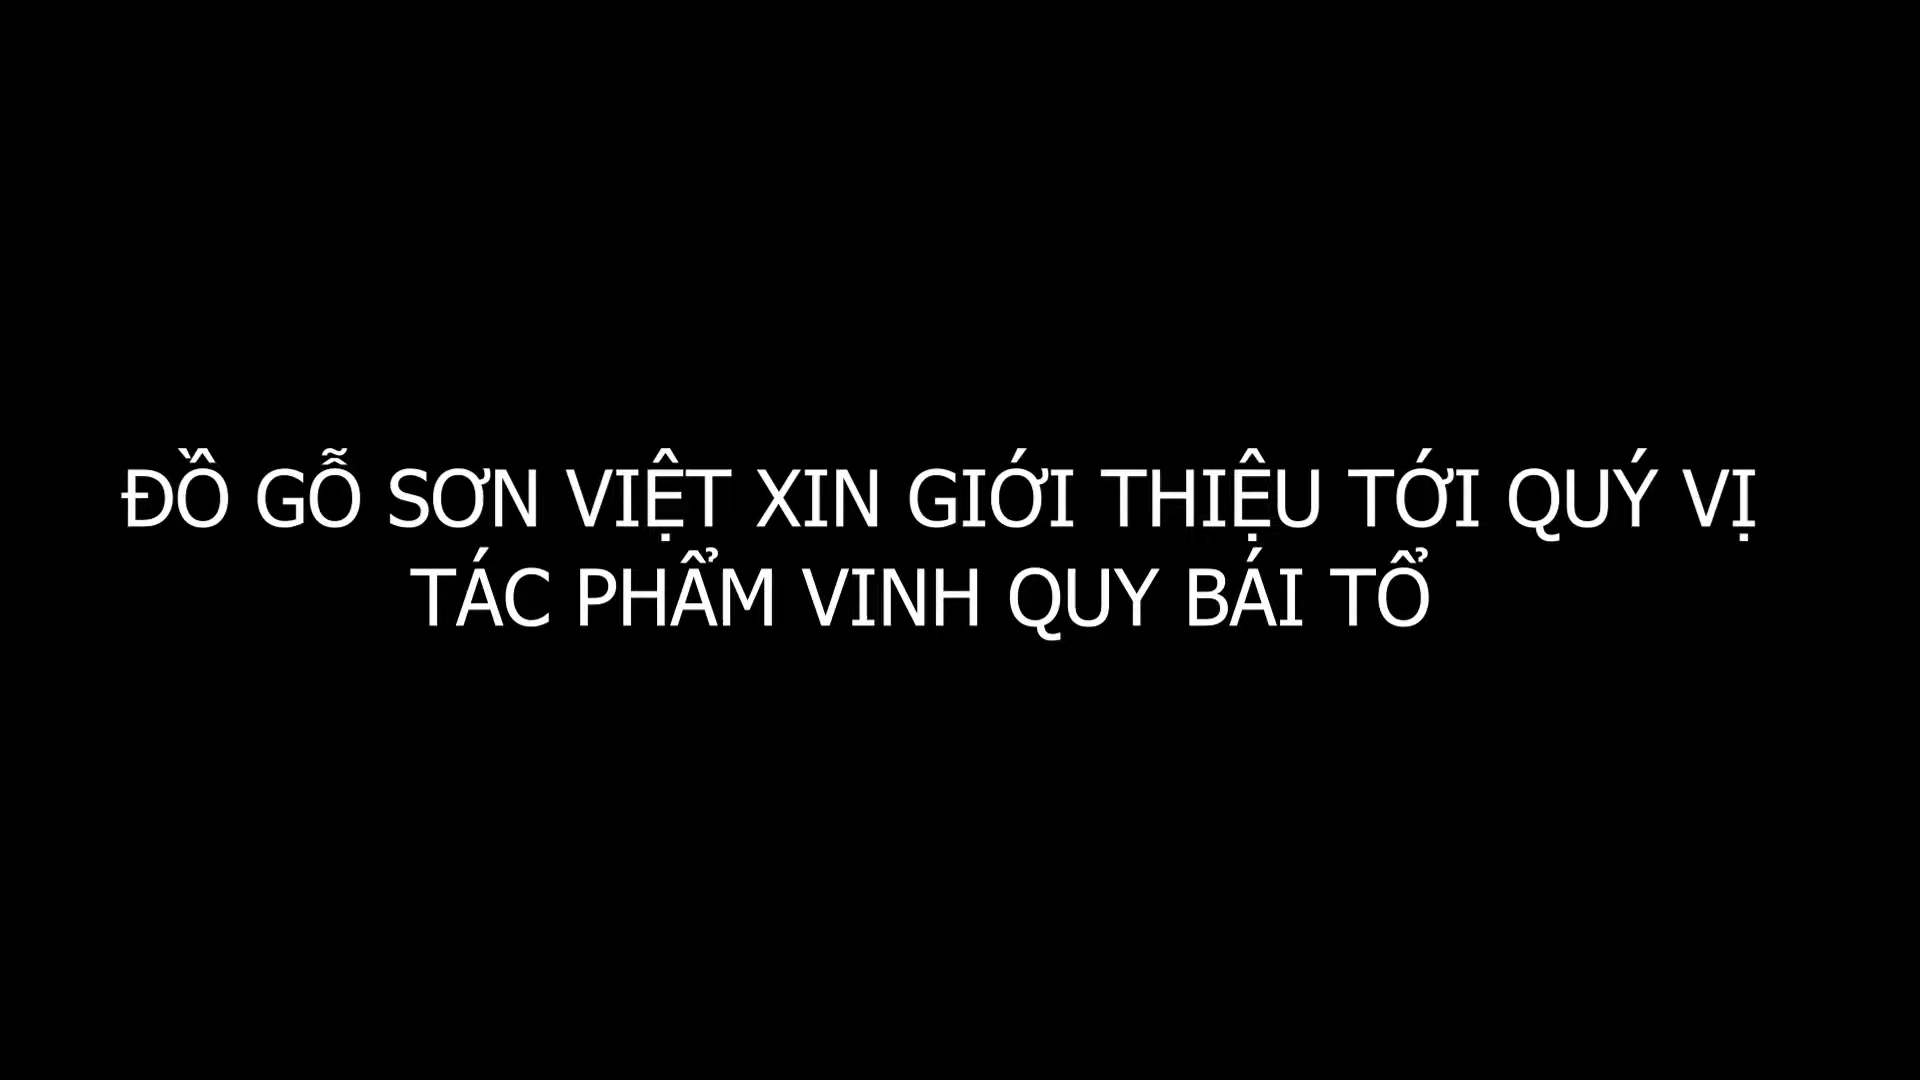 ĐỒ GỖ SƠN VIỆT XIN GIỚI THIỆU TỚI QUÝ VỊ
TÁC PHẨM VINH QUY BÁI TỔ